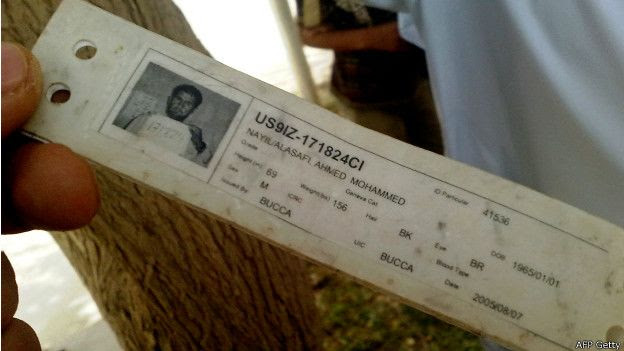 US9IZ-171824CI
NAYIL/ALASAFI, AHMED MOHAMMED
Grade
Geneva Cat
ID Particular 41536
Height (in) 69 Weight(lbs) 156 Hair BK Eye BR DOB 1965/01/01
Sex M ICRC UIC Blood Type
Issued By BUCCA BUCCA Date 2005/08/07
AFP Getty